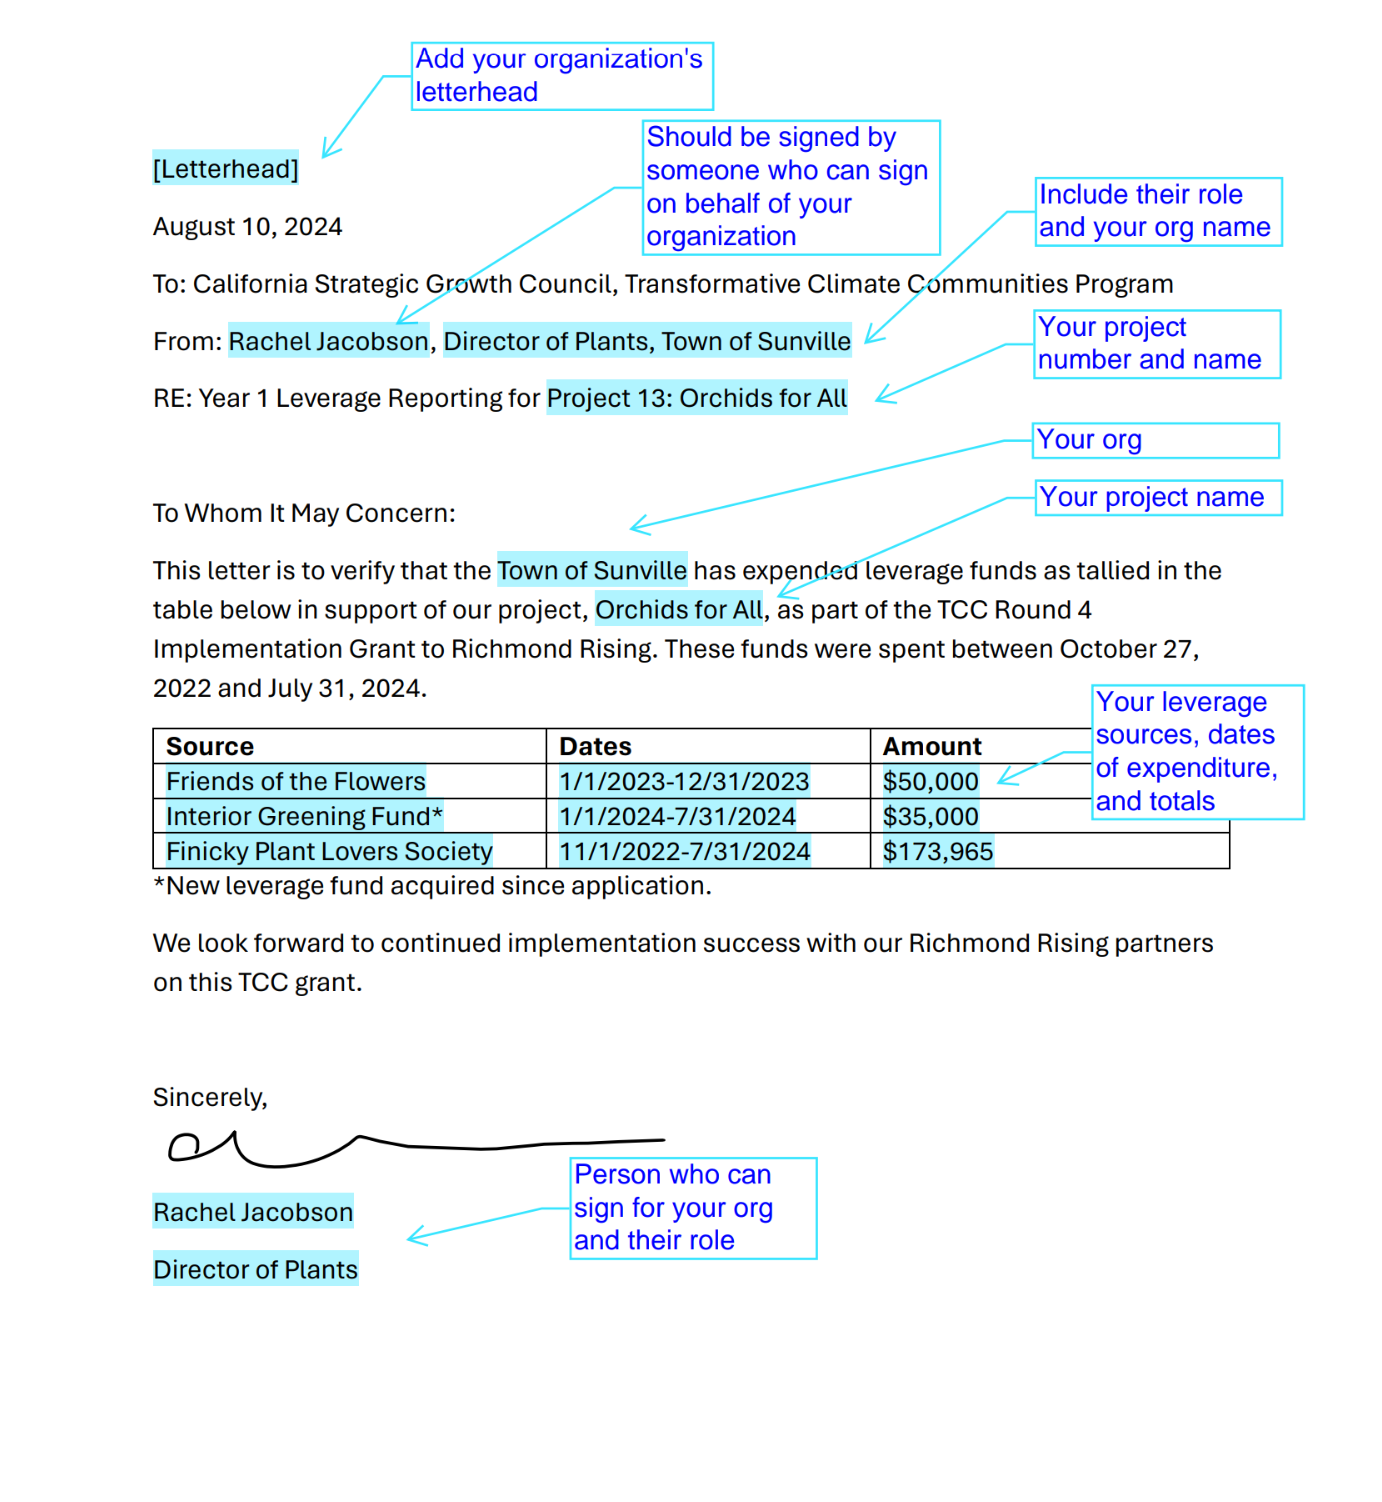 Add your organization's
letterhead
Should be signed by
someone who can sign
on behalf of your
organization
[Letterhead]
Include their role
and your org name
August 10, 2024
To: California Strategic Growth Council, Transformative Climate Communities Program
From: Rachel Jacobson, Director of Plants, Town of Sunville
Your project
number and name
RE: Year 1 Leverage Reporting for Project 13: Orchids for All
Your org
Your project name
To Whom It May Concern:
This letter is to verify that the Town of Sunville has expended leverage funds as tallied in the
table below in support of our project, Orchids for All, as part of the TCC Round 4
Implementation Grant to Richmond Rising. These funds were spent between October 27,
2022 and July 31, 2024.
Your leverage
sources, dates
of expenditure,
and totals
Source Dates Amount
Friends of the Flowers 1/1/2023-12/31/2023 $50,000
Interior Greening Fund* 1/1/2024-7/31/2024 $35,000
Finicky Plant Lovers Society 11/1/2022-7/31/2024 $173,965
*New leverage fund acquired since application.
We look forward to continued implementation success with our Richmond Rising partners
on this TCC grant.
Sincerely,
Person who can
sign for your org
and their role
Rachel Jacobson
Director of Plants